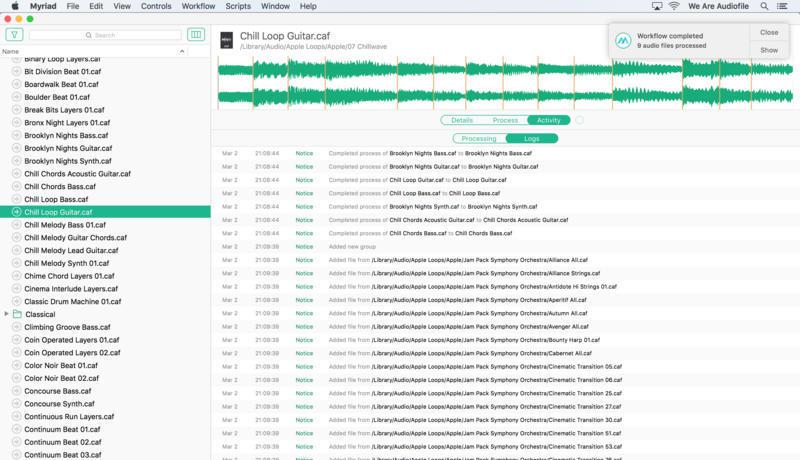 Myriad File Edit View Controls Workflow Scripts Window Help We Are Audiofile
Search
Name
Binary Loop Layers.caf
Bit Division Beat 01.caf
Boardwalk Beat 01.caf
Boulder Beat 01.caf
Break Bits Layers 01.caf
Bronx Night Layers 01.caf
Brooklyn Nights Bass.caf
Brooklyn Nights Guitar.caf
Brooklyn Nights Synth.caf
Chill Chords Acoustic Guitar.caf
Chill Chords Bass.caf
Chill Loop Bass.caf
Chill Loop Guitar.caf
Chill Melody Bass 01.caf
Chill Melody Guitar Chords.caf
Chill Melody Lead Guitar.caf
Chill Melody Synth 01.caf
Chime Chord Layers 01.caf
Cinema Interlude Layers.caf
Classic Drum Machine 01.caf
Classical
Climbing Groove Bass.caf
Coin Operated Layers 01.caf
Coin Operated Layers 02.caf
Color Noir Beat 01.caf
Color Noir Beat 02.caf
Concourse Bass.caf
Concourse Synth.caf
Continuous Run Layers.caf
Continuum Beat 01.caf
Continuum Beat 02.caf
Continuum Beat 03.caf
Chill Loop Guitar.caf
/Library/Audio/Apple Loops/Apple/07 Chillwave
Workflow completed
9 audio files processed
Close
Show
Details Process Activity
Processing Logs
Mar 2 21:08:44 Notice Completed process of Brooklyn Nights Bass.caf to Brooklyn Nights Bass.caf
Mar 2 21:08:44 Notice Completed process of Brooklyn Nights Guitar.caf to Brooklyn Nights Guitar.caf
Mar 2 21:08:44 Notice Completed process of Chill Loop Guitar.caf to Chill Loop Guitar.caf
Mar 2 21:08:44 Notice Completed process of Chill Loop Bass.caf to Chill Loop Bass.caf
Mar 2 21:08:44 Notice Completed process of Brooklyn Nights Synth.caf to Brooklyn Nights Synth.caf
Mar 2 21:08:44 Notice Completed process of Chill Chords Acoustic Guitar.caf to Chill Chords Acoustic Guitar.caf
Mar 2 21:08:44 Notice Completed process of Chill Chords Bass.caf to Chill Chords Bass.caf
Mar 2 21:09:39 Notice Added new group
Mar 2 21:09:39 Notice Added file from /Library/Audio/Apple Loops/Apple/Jam Pack Symphony Orchestra/Alliance All.caf
Mar 2 21:09:39 Notice Added file from /Library/Audio/Apple Loops/Apple/Jam Pack Symphony Orchestra/Alliance Strings.caf
Mar 2 21:09:39 Notice Added file from /Library/Audio/Apple Loops/Apple/Jam Pack Symphony Orchestra/Antidote Hi Strings 01.caf
Mar 2 21:09:39 Notice Added file from /Library/Audio/Apple Loops/Apple/Jam Pack Symphony Orchestra/Aperitif All.caf
Mar 2 21:09:39 Notice Added file from /Library/Audio/Apple Loops/Apple/Jam Pack Symphony Orchestra/Autumn All.caf
Mar 2 21:09:39 Notice Added file from /Library/Audio/Apple Loops/Apple/Jam Pack Symphony Orchestra/Avenger All.caf
Mar 2 21:09:39 Notice Added file from /Library/Audio/Apple Loops/Apple/Jam Pack Symphony Orchestra/Bounty Harp 01.caf
Mar 2 21:09:39 Notice Added file from /Library/Audio/Apple Loops/Apple/Jam Pack Symphony Orchestra/Cabernet All.caf
Mar 2 21:09:39 Notice Added file from /Library/Audio/Apple Loops/Apple/Jam Pack Symphony Orchestra/Cinematic Transition 05.caf
Mar 2 21:09:39 Notice Added file from /Library/Audio/Apple Loops/Apple/Jam Pack Symphony Orchestra/Cinematic Transition 06.caf
Mar 2 21:09:39 Notice Added file from /Library/Audio/Apple Loops/Apple/Jam Pack Symphony Orchestra/Cinematic Transition 25.caf
Mar 2 21:09:39 Notice Added file from /Library/Audio/Apple Loops/Apple/Jam Pack Symphony Orchestra/Cinematic Transition 27.caf
Mar 2 21:09:39 Notice Added file from /Library/Audio/Apple Loops/Apple/Jam Pack Symphony Orchestra/Cinematic Transition 30.caf
Mar 2 21:09:39 Notice Added file from /Library/Audio/Apple Loops/Apple/Jam Pack Symphony Orchestra/Cinematic Transition 51.caf
Mar 2 21:09:39 Notice Added file from /Library/Audio/Apple Loops/Apple/Jam Pack Symphony Orchestra/Cinematic Transition 53.caf